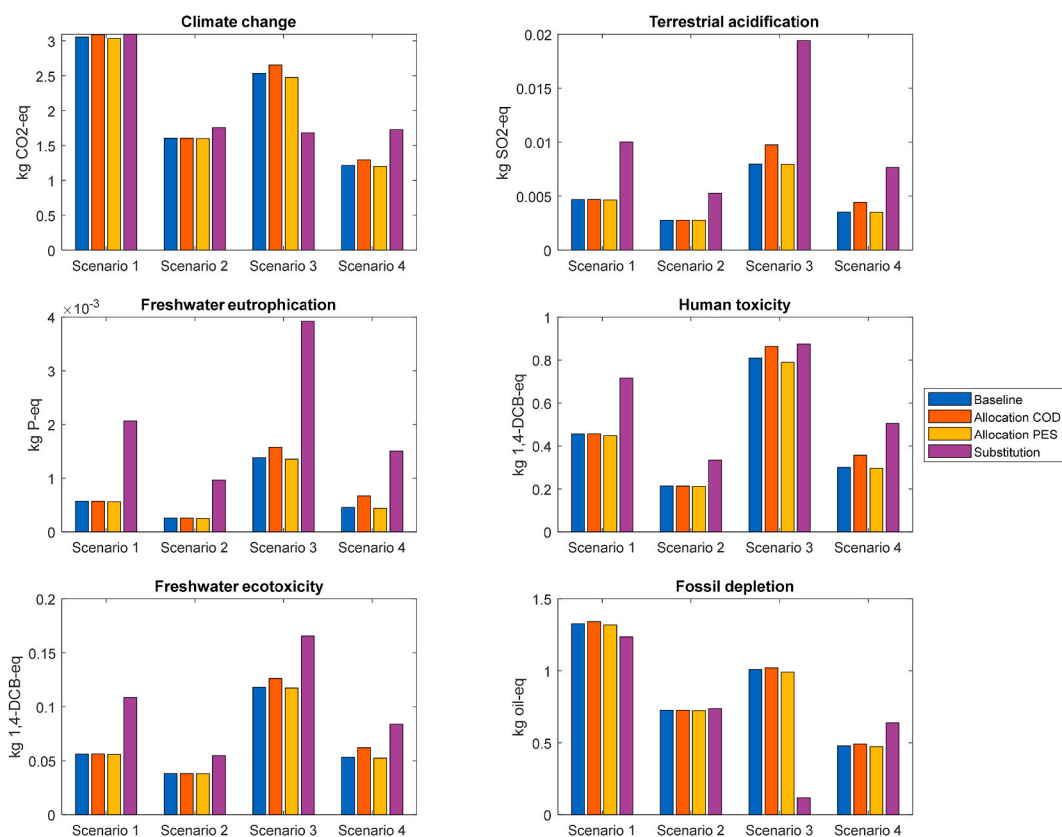 Climate change
kg CO2-eq
3
2.5
2
1.5
1
0.5
0
Scenario 1 Scenario 2 Scenario 3 Scenario 4
Terrestrial acidification
kg SO2-eq
0.02
0.015
0.01
0.005
0
Scenario 1 Scenario 2 Scenario 3 Scenario 4
Freshwater eutrophication
×10-3
kg P-eq
4
3
2
1
0
Scenario 1 Scenario 2 Scenario 3 Scenario 4
Human toxicity
kg 1,4-DCB-eq
1
0.8
0.6
0.4
0.2
0
Scenario 1 Scenario 2 Scenario 3 Scenario 4
Baseline
Allocation COD
Allocation PES
Substitution
Freshwater ecotoxicity
kg 1,4-DCB-eq
0.2
0.15
0.1
0.05
0
Scenario 1 Scenario 2 Scenario 3 Scenario 4
Fossil depletion
kg oil-eq
1.5
1
0.5
0
Scenario 1 Scenario 2 Scenario 3 Scenario 4